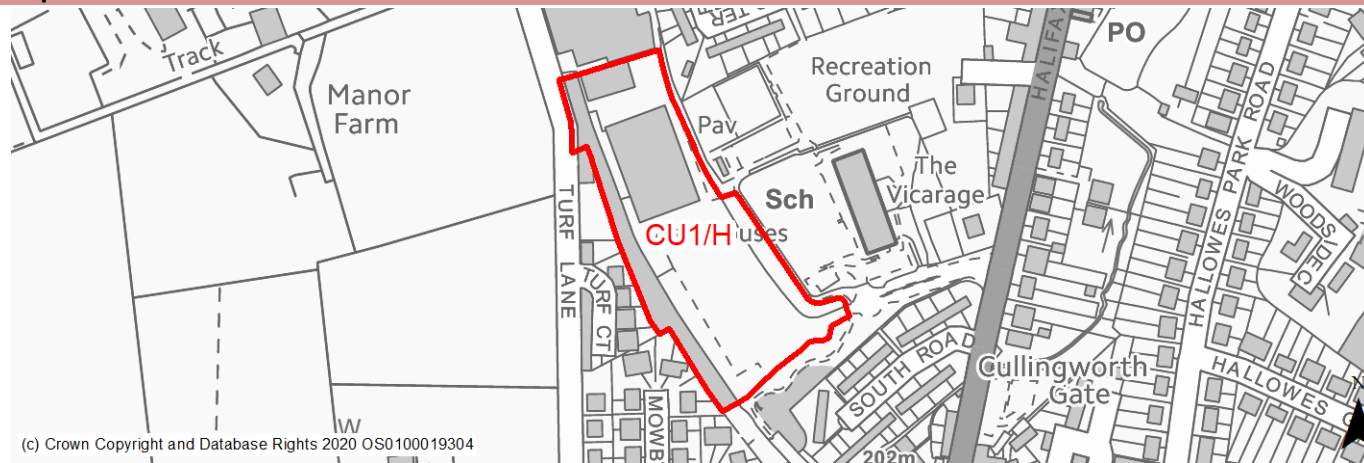 Track
Manor
Farm
Recreation
Ground
PO
HALIFAX
HALLOWES PARK ROAD
Pav
Sch
The
Vicarage
WOODSIDE
CU1/H
uses
TURF LANE
TURF CT
SOUTH ROAD
Cullingworth
Gate
HALLOWES
MOWB
W
202m
N
(c) Crown Copyright and Database Rights 2020 OS0100019304